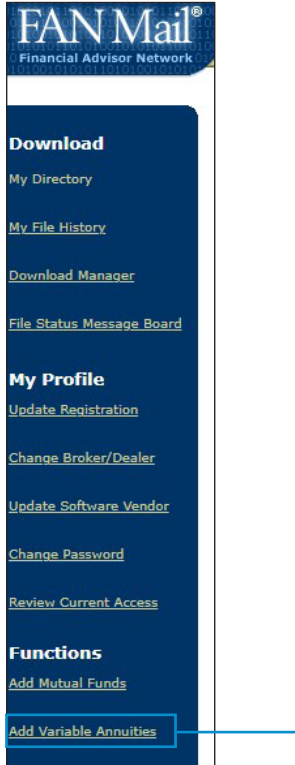 FAN Mail®
Financial Advisor Network
Download
My Directory
My File History
Download Manager
File Status Message Board
My Profile
Update Registration
Change Broker/Dealer
Update Software Vendor
Change Password
Review Current Access
Functions
Add Mutual Funds
Add Variable Annuities